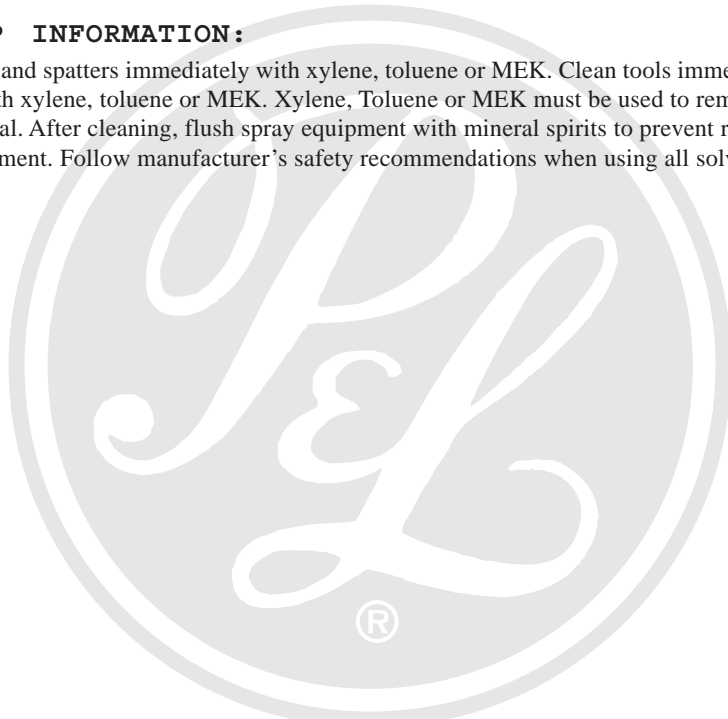 P INFORMATION:
and spatters immediately with xylene, toluene or MEK. Clean tools imme
th xylene, toluene or MEK. Xylene, Toluene or MEK must be used to rem
al. After cleaning, flush spray equipment with mineral spirits to prevent r
ment. Follow manufacturer’s safety recommendations when using all solv
P&L
®